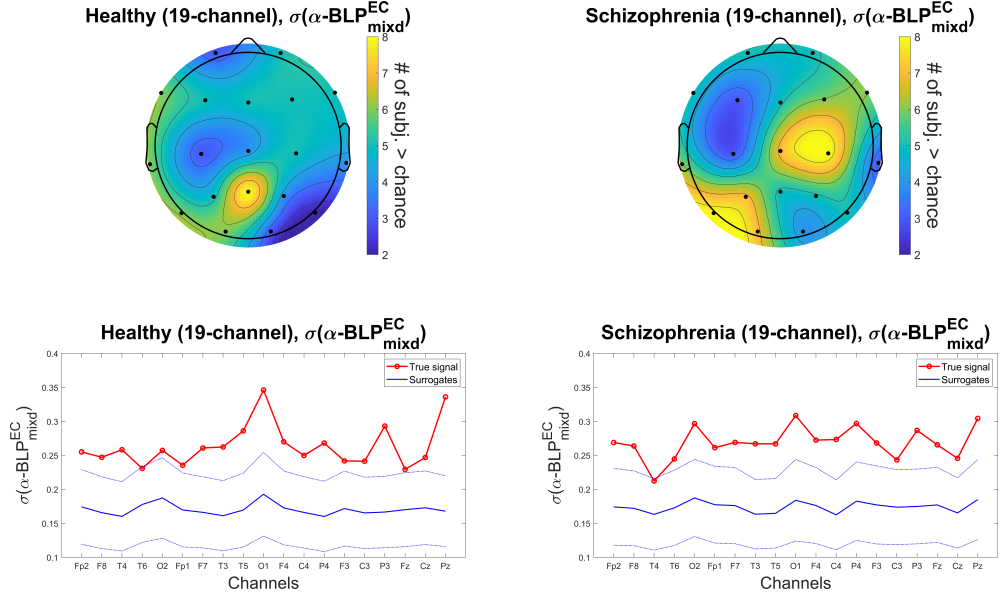 Healthy (19-channel), σ(α-BLP^EC_mixd)
8
7
6
5
4
3
2
# of subj. > chance
Schizophrenia (19-channel), σ(α-BLP^EC_mixd)
8
7
6
5
4
3
2
# of subj. > chance
Healthy (19-channel), σ(α-BLP^EC_mixd)
σ(α-BLP^EC_mixd)
0.4
0.35
0.3
0.25
0.2
0.15
0.1
True signal
Surrogates
Fp2 F8 T4 T6 O2 Fp1 F7 T3 T5 O1 F4 C4 P4 F3 C3 P3 Fz Cz Pz
Channels
Schizophrenia (19-channel), σ(α-BLP^EC_mixd)
σ(α-BLP^EC_mixd)
0.4
0.35
0.3
0.25
0.2
0.15
0.1
True signal
Surrogates
Fp2 F8 T4 T6 O2 Fp1 F7 T3 T5 O1 F4 C4 P4 F3 C3 P3 Fz Cz Pz
Channels